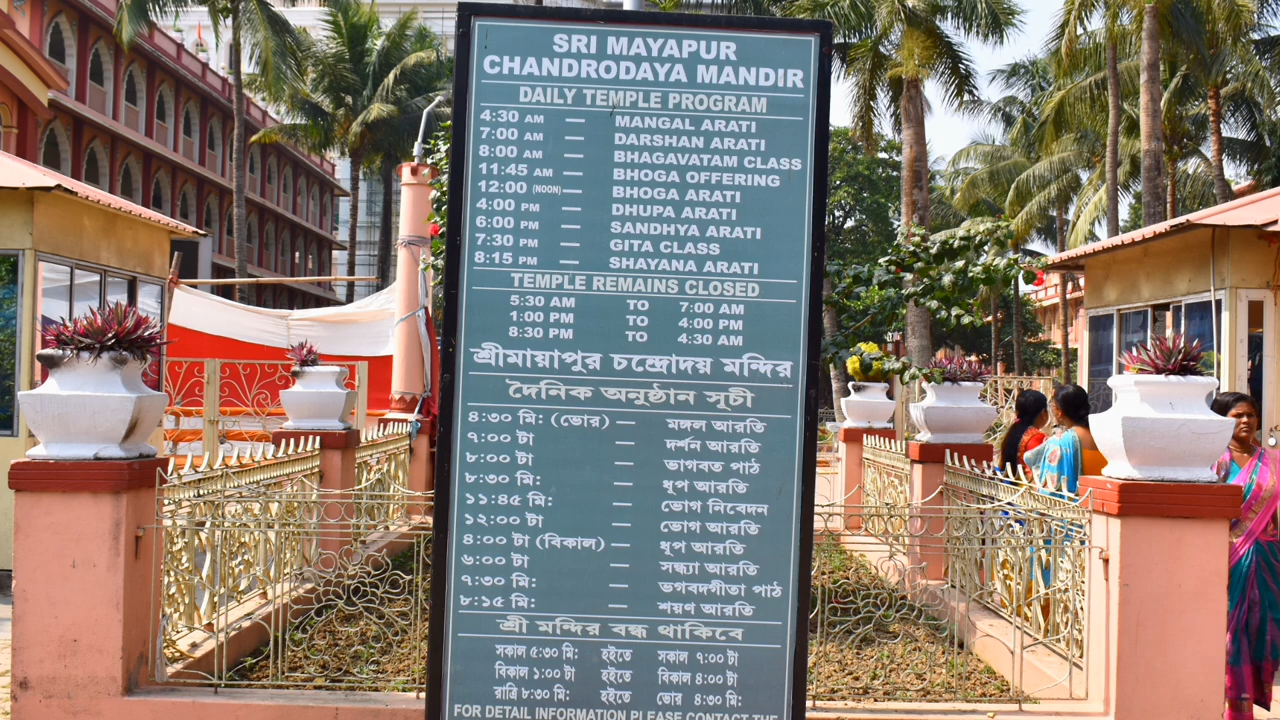 SRI MAYAPUR
CHANDRODAYA MANDIR
DAILY TEMPLE PROGRAM
4:30 AM — MANGAL ARATI
7:00 AM — DARSHAN ARATI
8:00 AM — BHAGAVATAM CLASS
11:45 AM — BHOGA OFFERING
12:00 (NOON) — BHOGA ARATI
4:00 PM — DHUPA ARATI
6:00 PM — SANDHYA ARATI
7:30 PM — GITA CLASS
8:15 PM — SHAYANA ARATI
TEMPLE REMAINS CLOSED
5:30 AM TO 7:00 AM
1:00 PM TO 4:00 PM
8:30 PM TO 4:30 AM
শ্রীমায়াপুর চন্দ্রোদয় মন্দির
দৈনিক অনুষ্ঠান সূচী
৪:৩০ মি: (ভোর) — মঙ্গল আরতি
৭:০০ টা — দর্শন আরতি
৮:০০ টা — ভাগবত পাঠ
৮:৩০ মি: — ধূপ আরতি
১১:৪৫ মি: — ভোগ নিবেদন
১২:০০ টা — ভোগ আরতি
৪:০০ টা (বিকাল) — ধূপ আরতি
৬:০০ টা — সন্ধ্যা আরতি
৭:৩০ মি: — ভগবদগীতা পাঠ
৮:১৫ মি: — শয়ণ আরতি
শ্রী মন্দির বন্ধ থাকিবে
সকাল ৫:৩০ মি: হইতে সকাল ৭:০০ টা
বিকাল ১:০০ টা হইতে বিকাল ৪:০০ টা
রাত্রি ৮:৩০ মি: হইতে ভোর ৪:৩০ মি:
FOR DETAIL INFORMATION PLEASE CONTACT THE